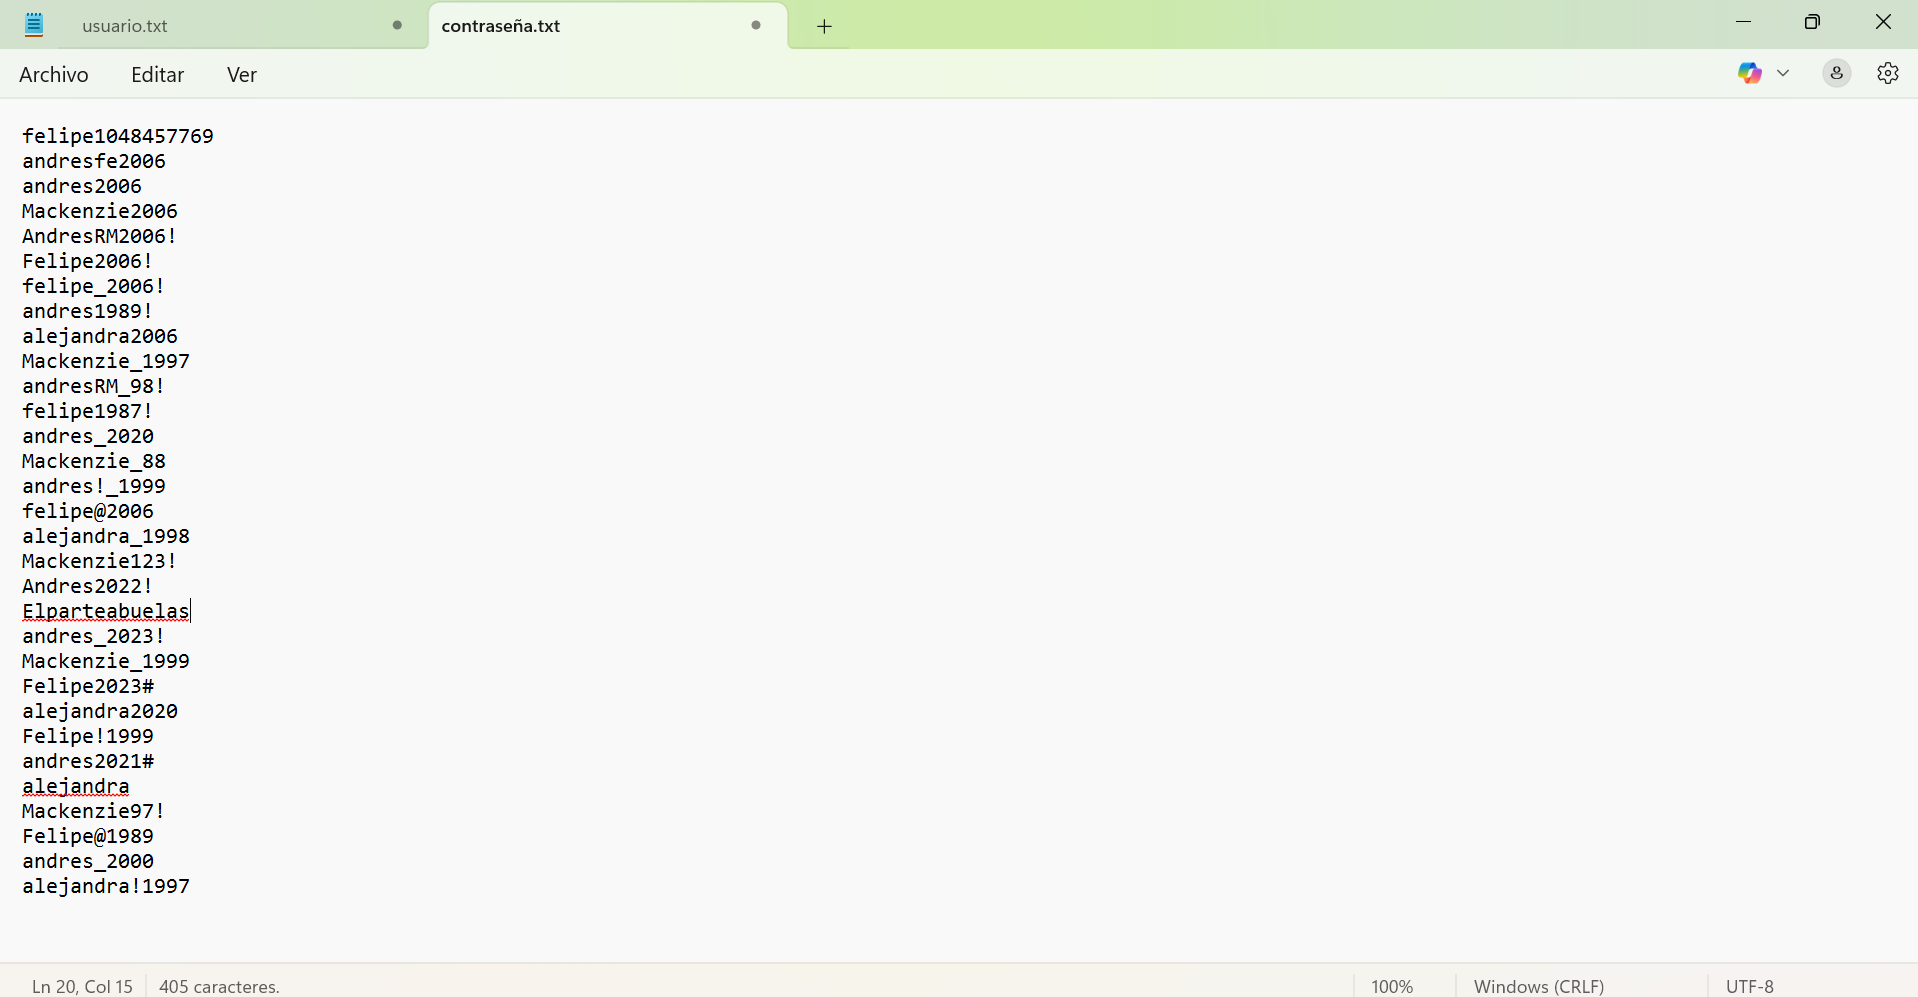 usuario.txt
contraseña.txt
Archivo Editar Ver
felipe1048457769
andresfe2006
andres2006
Mackenzie2006
AndresRM2006!
Felipe2006!
felipe_2006!
andres1989!
alejandra2006
Mackenzie_1997
andresRM_98!
felipe1987!
andres_2020
Mackenzie_88
andres!_1999
felipe@2006
alejandra_1998
Mackenzie123!
Andres2022!
Elparteabuelas
andres_2023!
Mackenzie_1999
Felipe2023#
alejandra2020
Felipe!1999
andres2021#
alejandra
Mackenzie97!
Felipe@1989
andres_2000
alejandra!1997
Ln 20, Col 15 405 caracteres. 100% Windows (CRLF) UTF-8